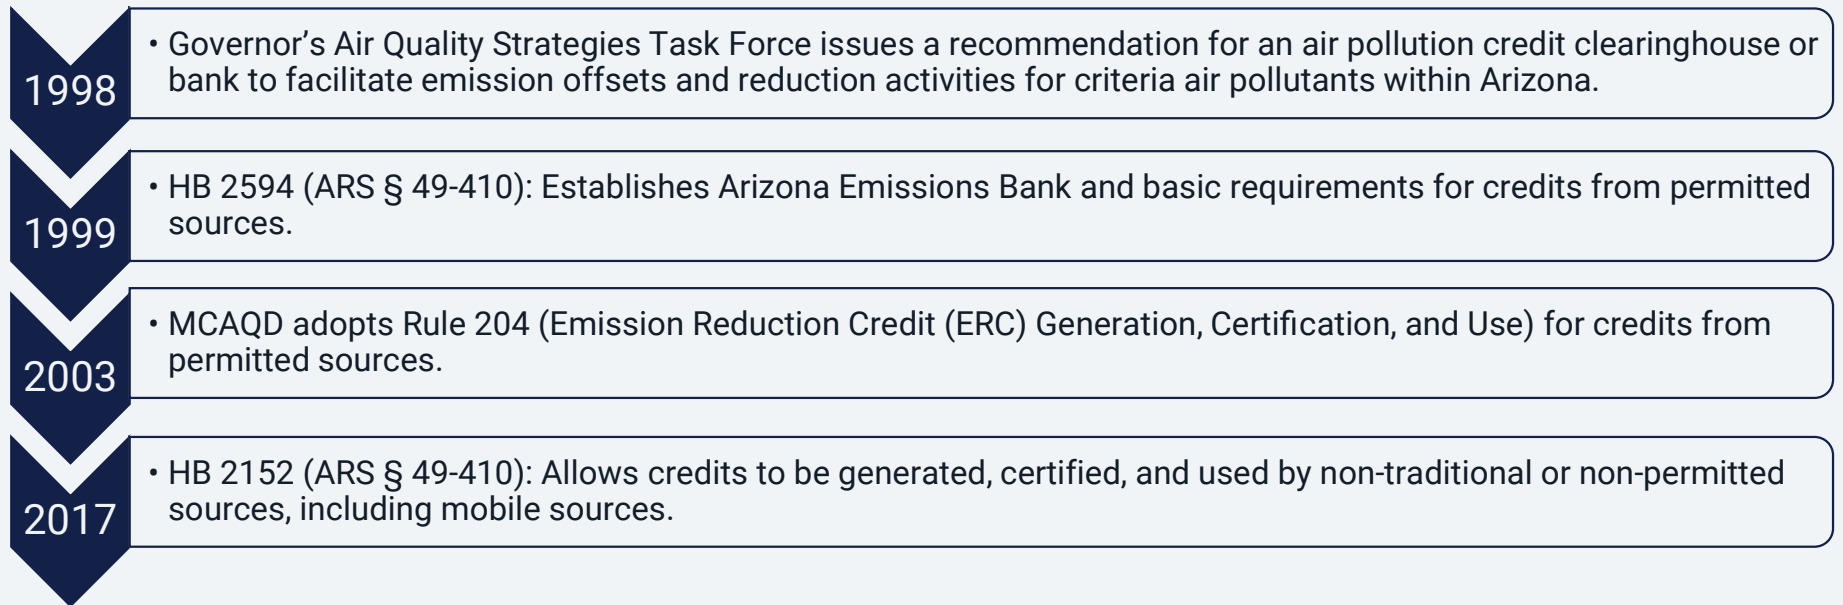 1998
• Governor’s Air Quality Strategies Task Force issues a recommendation for an air pollution credit clearinghouse or
bank to facilitate emission offsets and reduction activities for criteria air pollutants within Arizona.
1999
• HB 2594 (ARS § 49-410): Establishes Arizona Emissions Bank and basic requirements for credits from permitted
sources.
2003
• MCAQD adopts Rule 204 (Emission Reduction Credit (ERC) Generation, Certification, and Use) for credits from
permitted sources.
2017
• HB 2152 (ARS § 49-410): Allows credits to be generated, certified, and used by non-traditional or non-permitted
sources, including mobile sources.